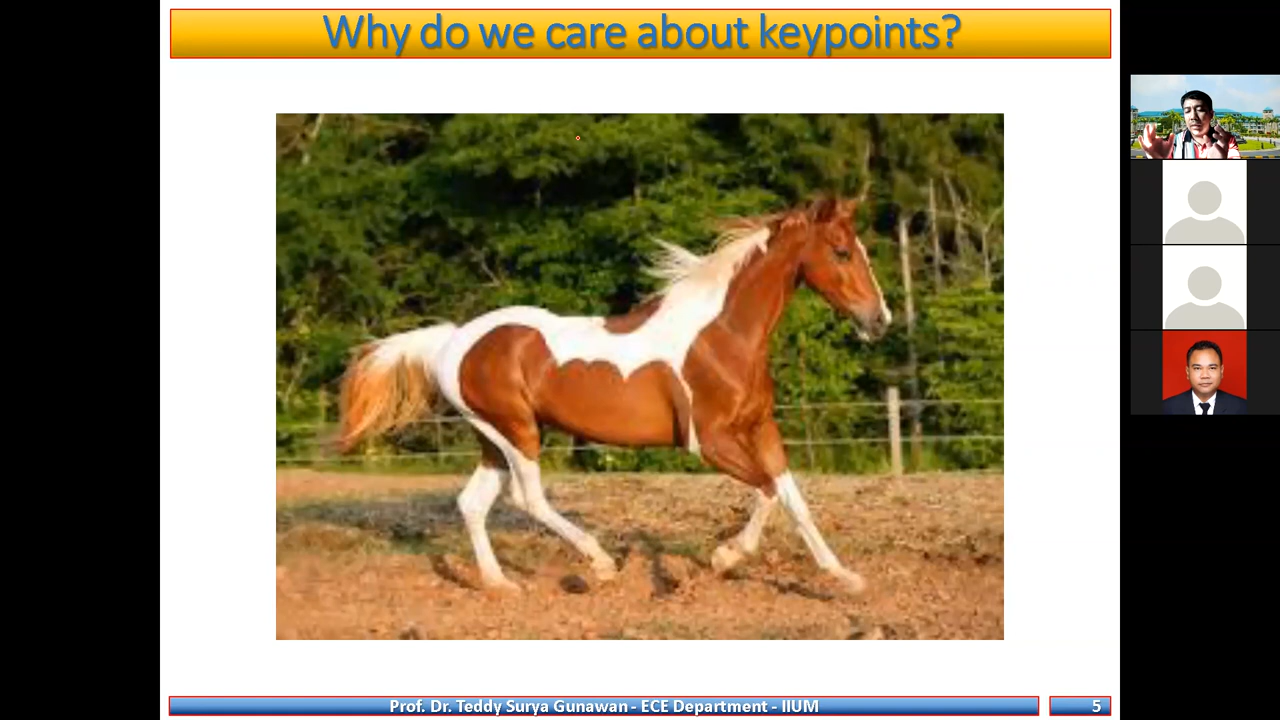 Why do we care about keypoints?
Prof. Dr. Teddy Surya Gunawan - ECE Department - IIUM
5